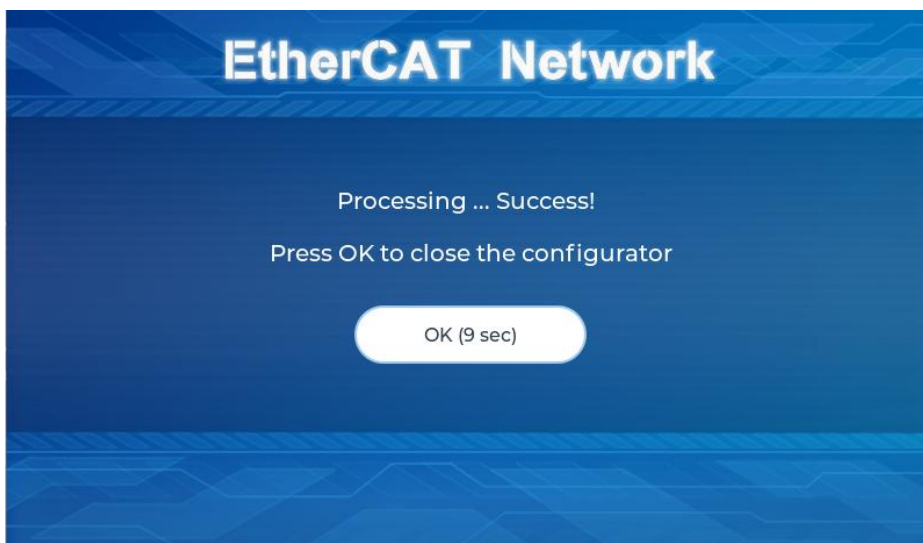 EtherCAT Network
Processing ... Success!
Press OK to close the configurator
OK (9 sec)